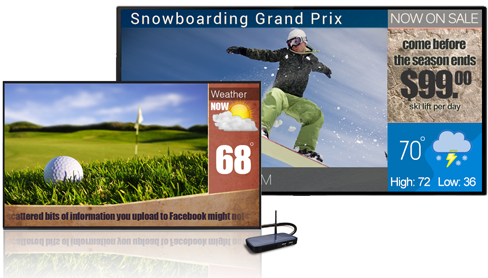 Snowboarding Grand Prix
NOW ON SALE
come before
the season ends
$99.00
ski lift per day
70°
High: 72 Low: 36
M
Weather
NOW
68°
attered bits of information you upload to Facebook might not